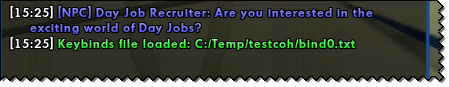 [15:25] [NPC] Day Job Recruiter: Are you interested in the
exciting world of Day Jobs?
[15:25] Keybinds file loaded: C:/Temp/testcoh/bind0.txt